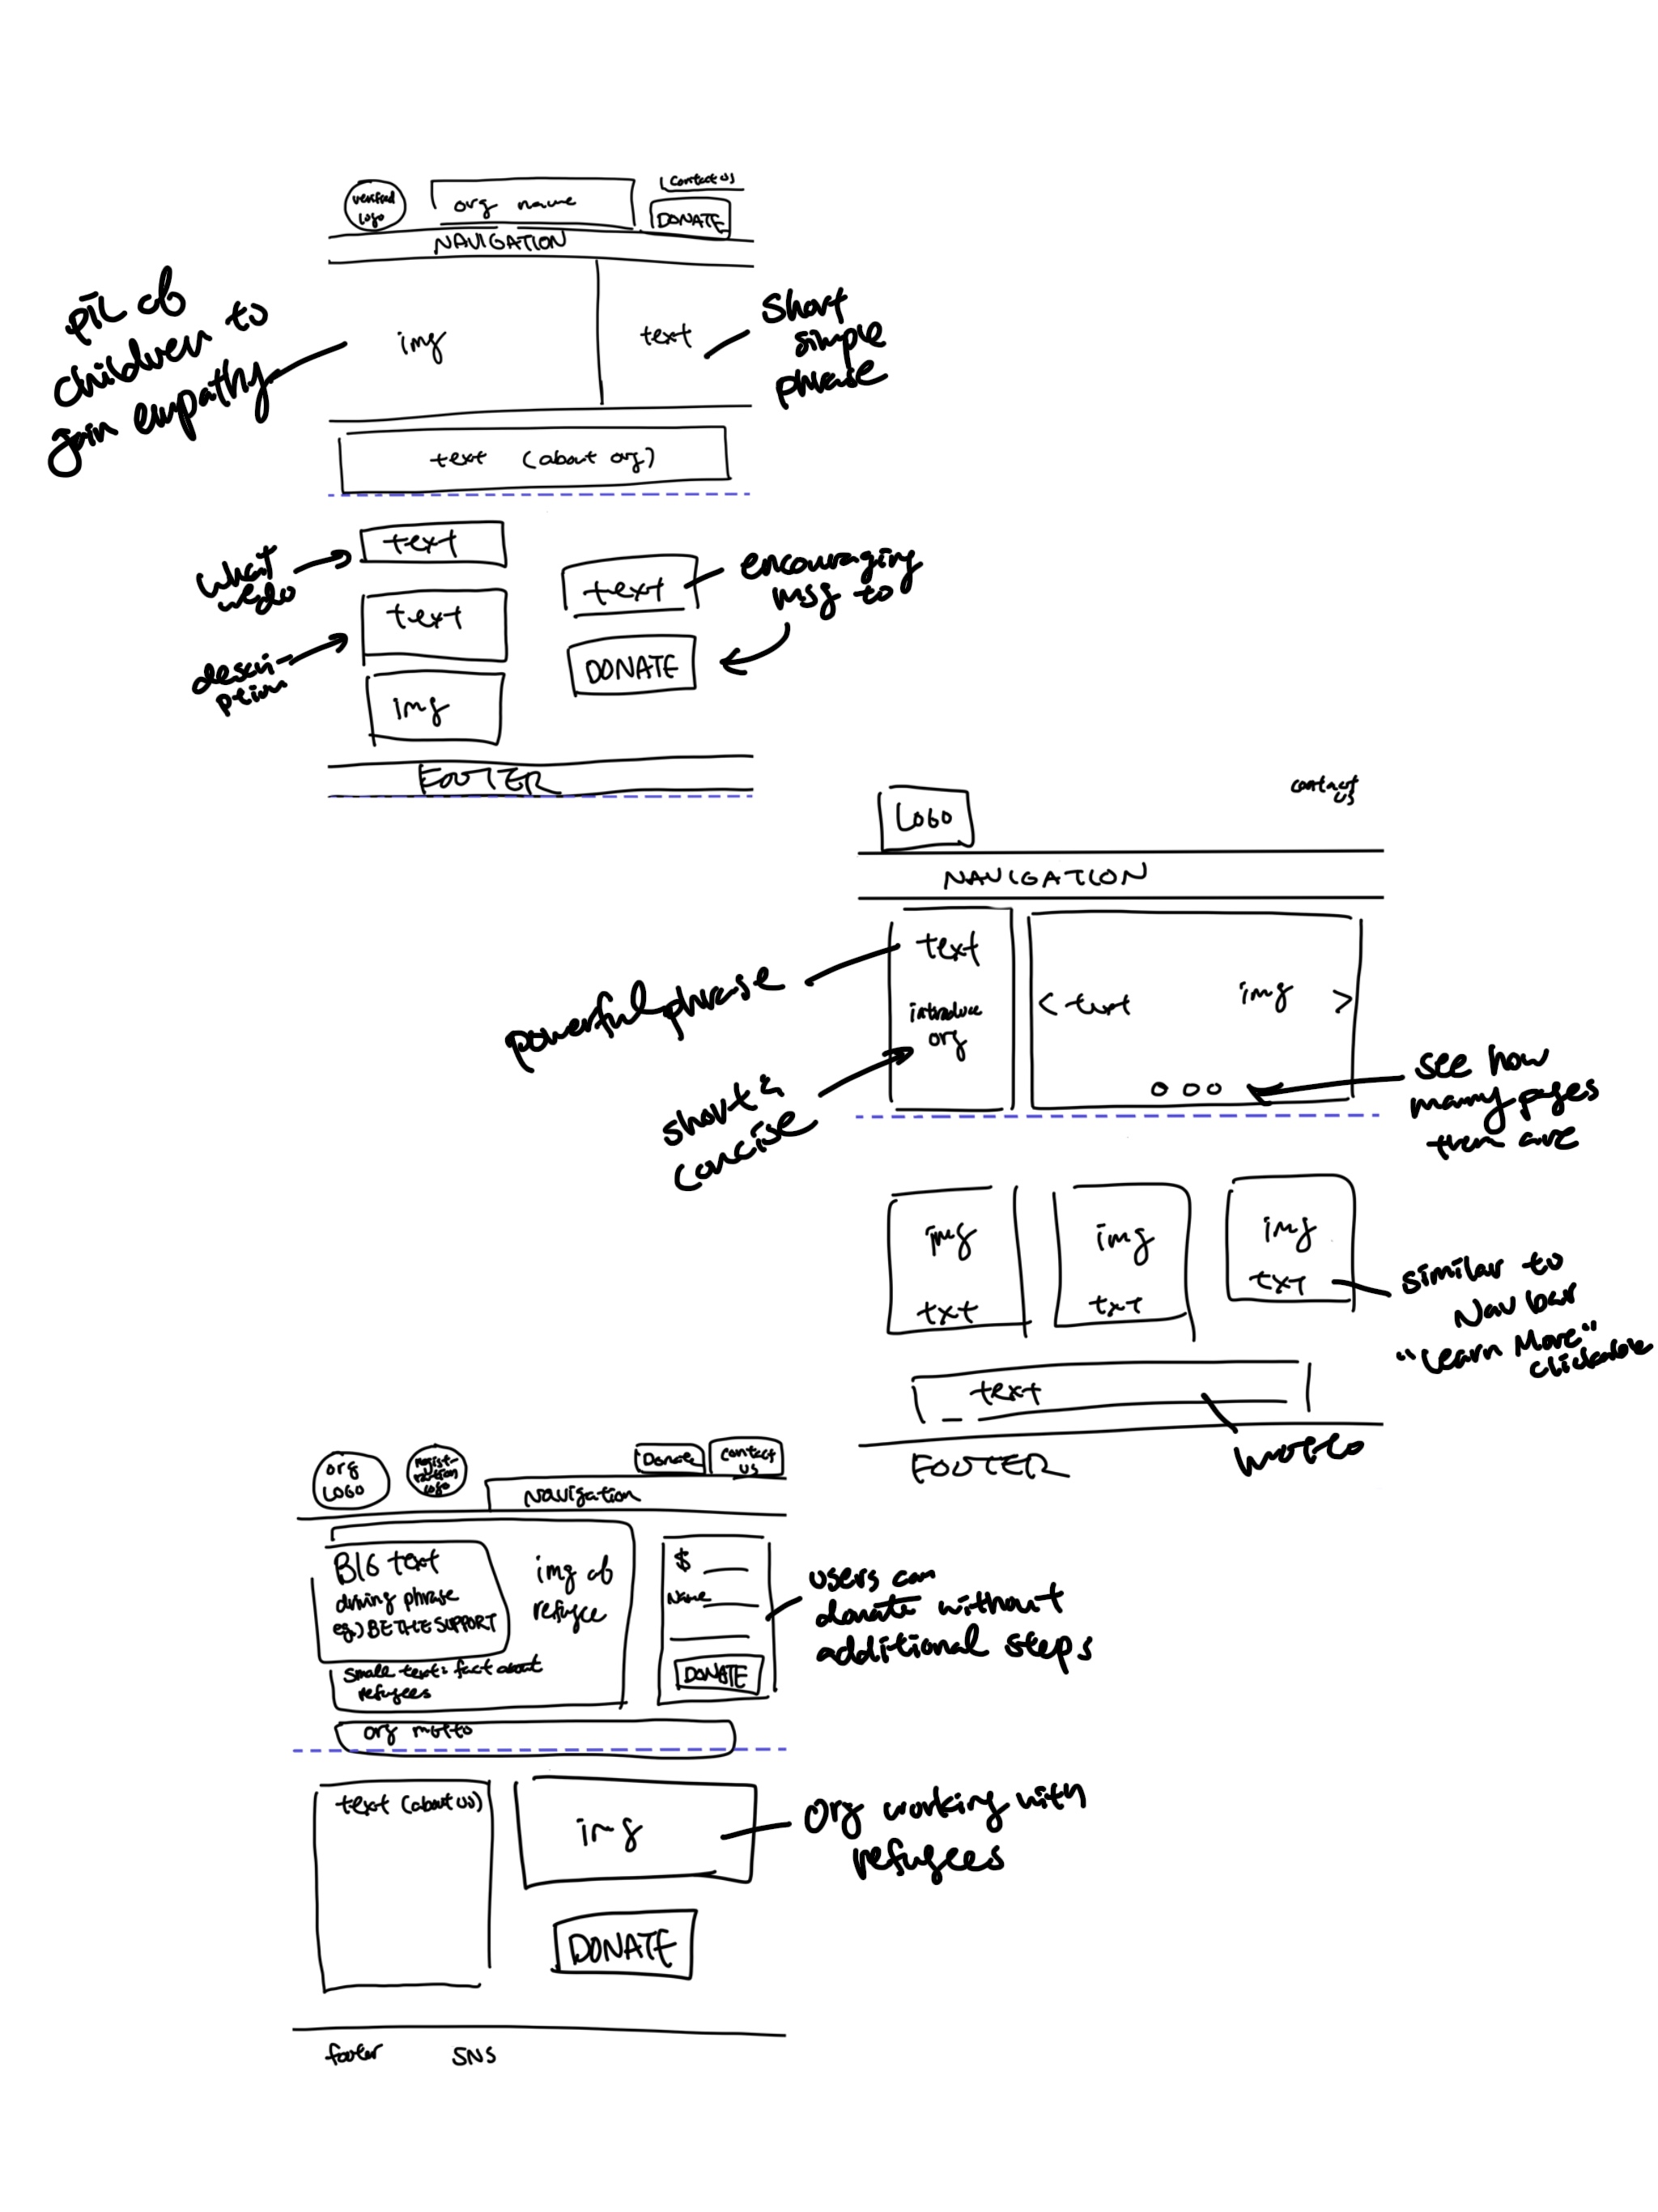 verified
logo
org name
contact us
DONATE
NAVIGATION
pic of
children to
gain empathy
img
text
short
simple
phrase
text (about org)
what
we do
text
descri-
ption
text
img
text
encouraging
msg to
DONATE
FOOTER
LOGO
contact
us
NAVIGATION
powerful phrase
text
introduce
org
short &
concise
< text
img >
see how
many pages
there are
img
txt
img
txt
img
txt
similar to
Nav bar
"Learn More"
clickable
text
motto
FOOTER
org
LOGO
regist-
ration
logo
Donate
contact
us
Navigation
BIG text
driving phrase
eg.) BE THE SUPPORT
img of
refugee
small text: fact about
refugees
$
Name
DONATE
users can
donate without
additional steps
org motto
text (about us)
img
org working with
refugees
DONATE
footer
SNS